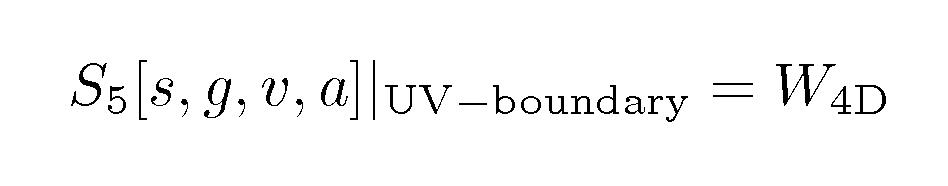 S_5[s, g, v, a]|_{UV−boundary} = W_{4D}